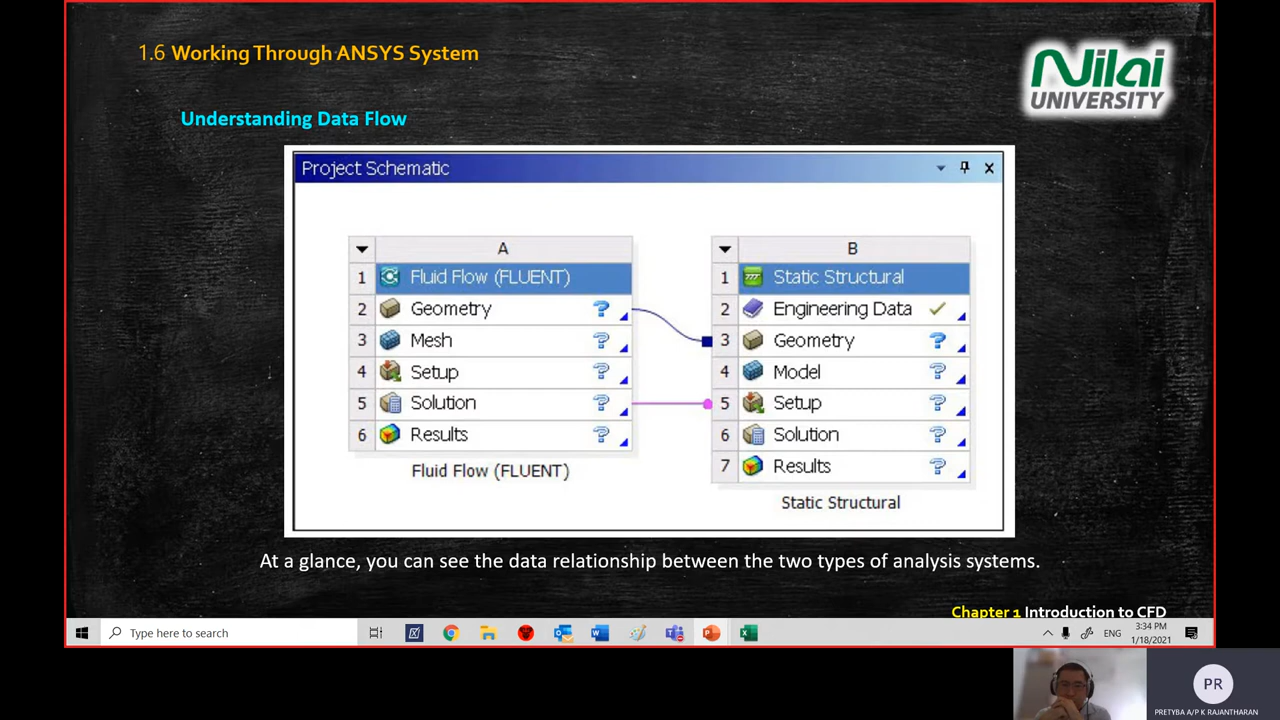 1.6 Working Through ANSYS System
Nilai
UNIVERSITY
Understanding Data Flow
Project Schematic
A
1 Fluid Flow (FLUENT)
2 Geometry ?
3 Mesh ?
4 Setup ?
5 Solution ?
6 Results ?
Fluid Flow (FLUENT)
B
1 Static Structural
2 Engineering Data
3 Geometry ?
4 Model ?
5 Setup ?
6 Solution ?
7 Results ?
Static Structural
At a glance, you can see the data relationship between the two types of analysis systems.
Chapter 1 Introduction to CFD
Type here to search
ENG
3:34 PM
1/18/2021
PR
PRETYBA A/P K RAJANTHARAN